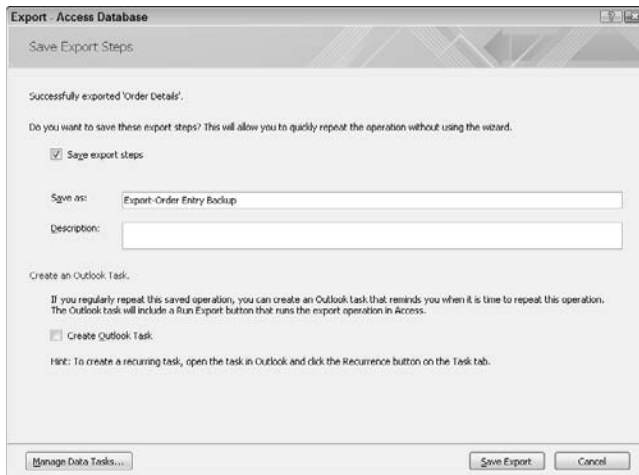 Export - Access Database
Save Export Steps
Successfully exported 'Order Details'.
Do you want to save these export steps? This will allow you to quickly repeat the operation without using the wizard.
Save export steps
Save as: Export-Order Entry Backup
Description:
Create an Outlook Task.
If you regularly repeat this saved operation, you can create an Outlook task that reminds you when it is time to repeat this operation.
The Outlook task will include a Run Export button that runs the export operation in Access.
Create Outlook Task
Hint: To create a recurring task, open the task in Outlook and click the Recurrence button on the Task tab.
Manage Data Tasks... Save Export Cancel